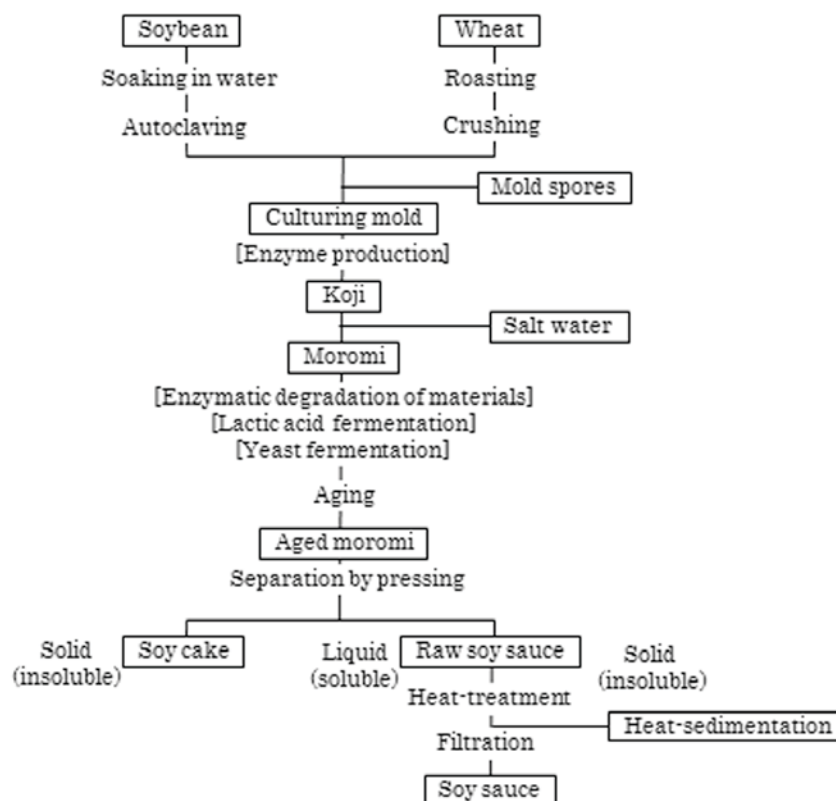 Soybean
Wheat
Soaking in water
Roasting
Autoclaving
Crushing
Mold spores
Culturing mold
[Enzyme production]
Koji
Salt water
Moromi
[Enzymatic degradation of materials]
[Lactic acid fermentation]
[Yeast fermentation]
Aging
Aged moromi
Separation by pressing
Solid
(insoluble)
Soy cake
Liquid
(soluble)
Raw soy sauce
Solid
(insoluble)
Heat-treatment
Heat-sedimentation
Filtration
Soy sauce